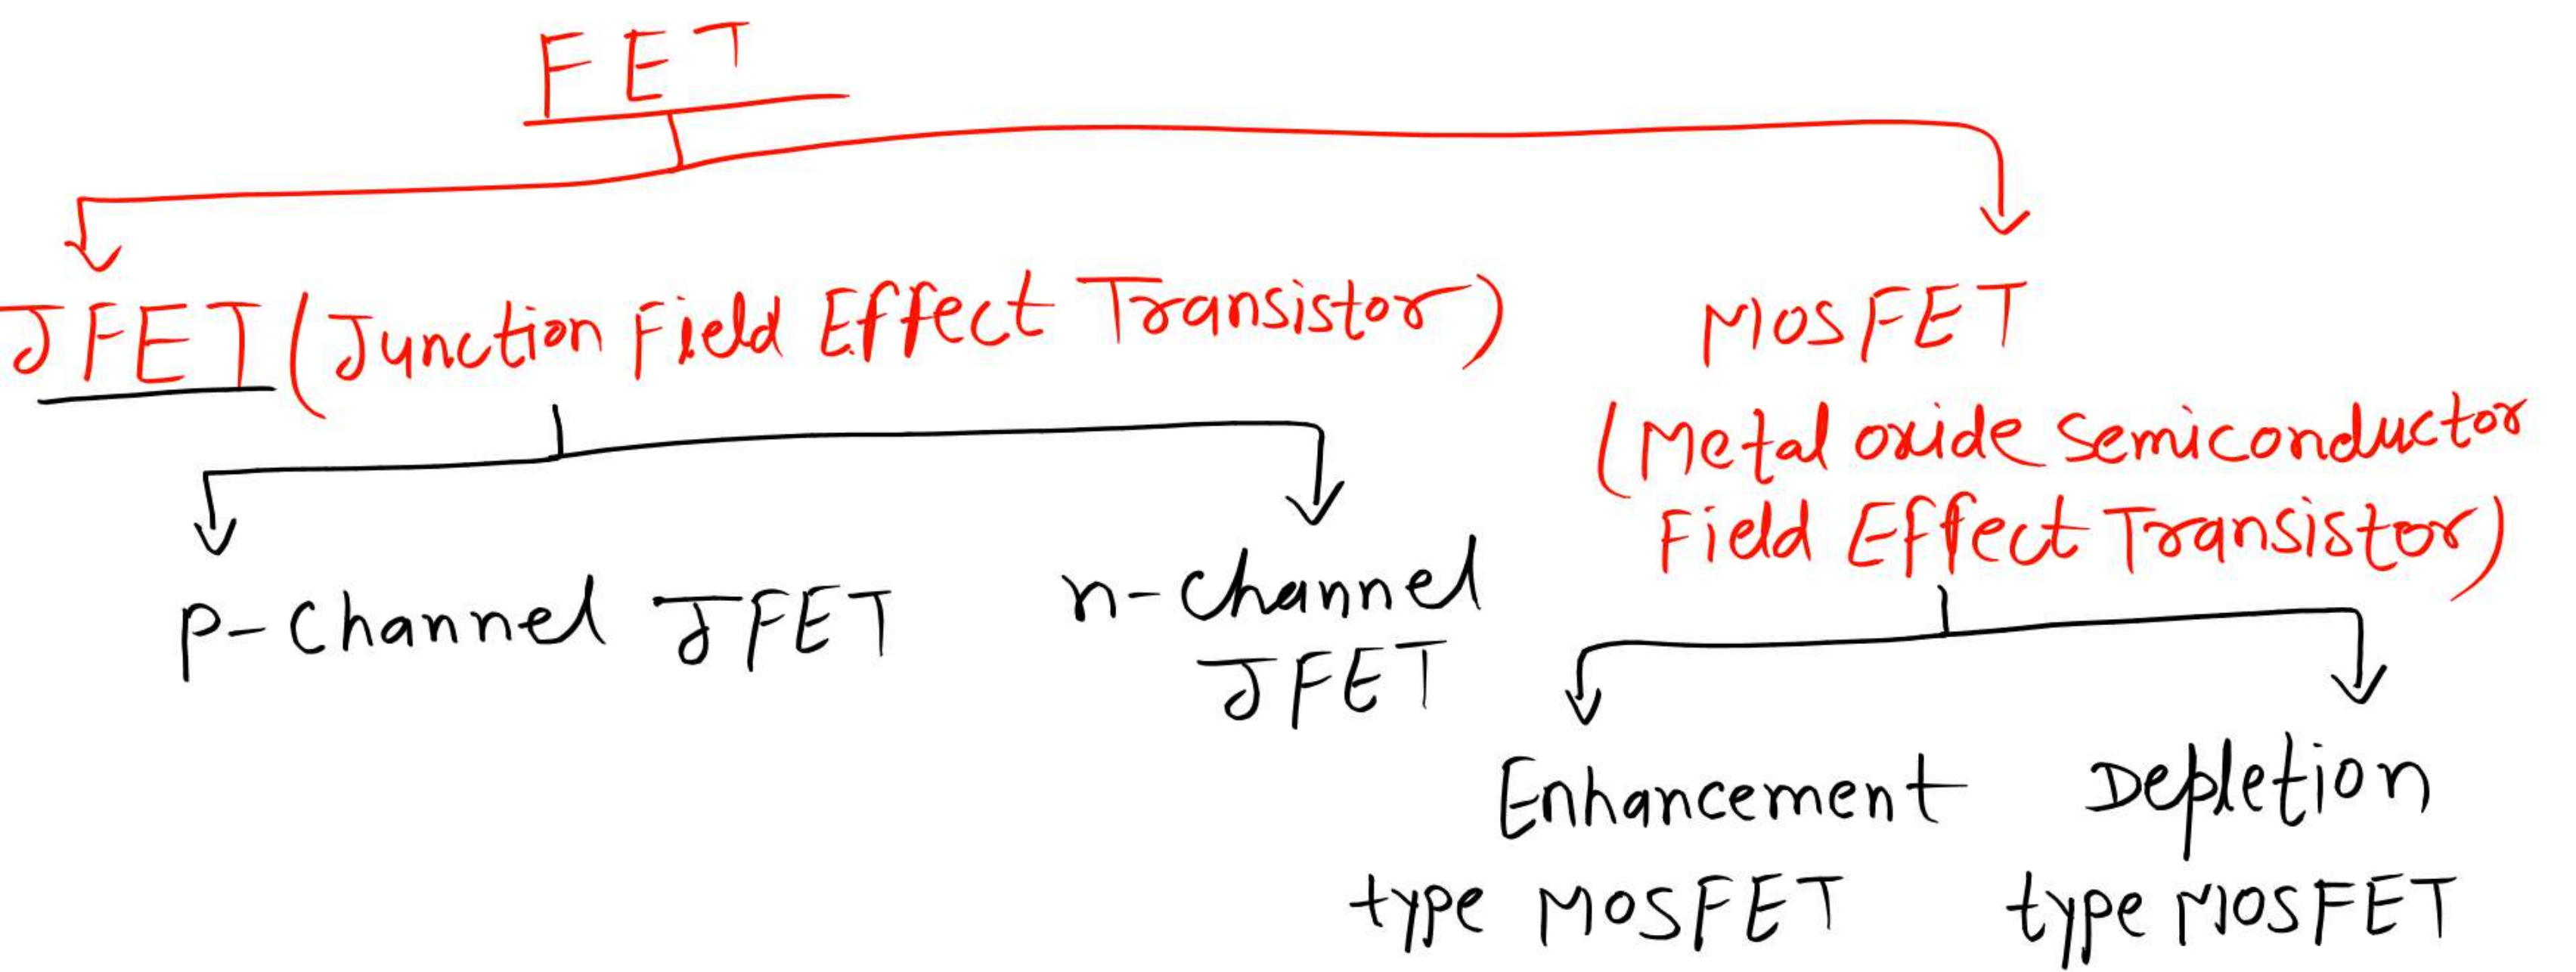 FET
JFET (Junction Field Effect Transistor)
MOSFET
(Metal oxide semiconductor
Field Effect Transistor)
p-channel JFET
n-channel
JFET
Enhancement
type MOSFET
Depletion
type MOSFET